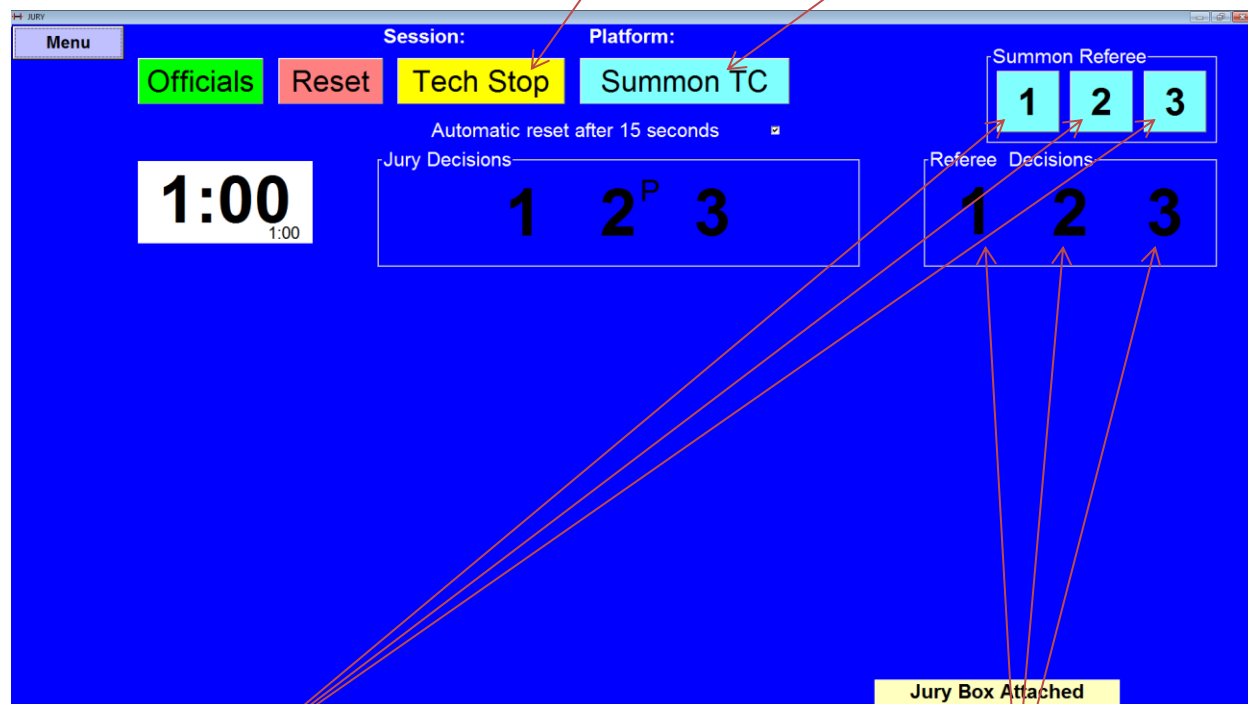 JURY
Menu
Session: Platform:
Officials Reset Tech Stop Summon TC
Summon Referee
1 2 3
Automatic reset after 15 seconds
Jury Decisions
Referee Decisions
1:00
1:00
1 2P 3
1 2 3
Jury Box Attached